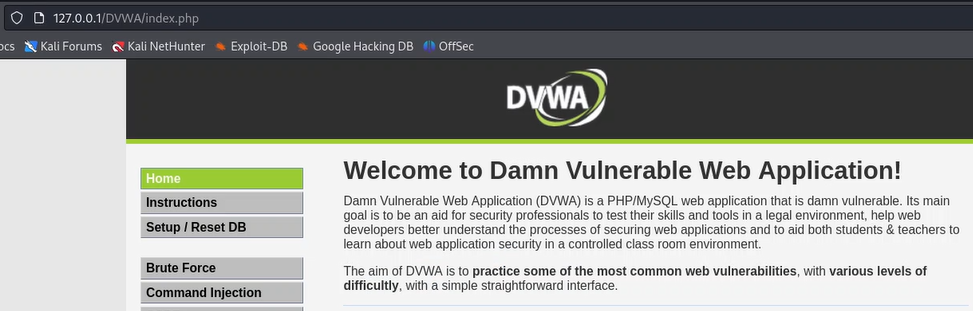 127.0.0.1/DVWA/index.php
ocs Kali Forums Kali NetHunter Exploit-DB Google Hacking DB OffSec
DVWA
Home
Instructions
Setup / Reset DB
Brute Force
Command Injection
Welcome to Damn Vulnerable Web Application!
Damn Vulnerable Web Application (DVWA) is a PHP/MySQL web application that is damn vulnerable. Its main
goal is to be an aid for security professionals to test their skills and tools in a legal environment, help web
developers better understand the processes of securing web applications and to aid both students & teachers to
learn about web application security in a controlled class room environment.
The aim of DVWA is to practice some of the most common web vulnerabilities, with various levels of
difficultly, with a simple straightforward interface.